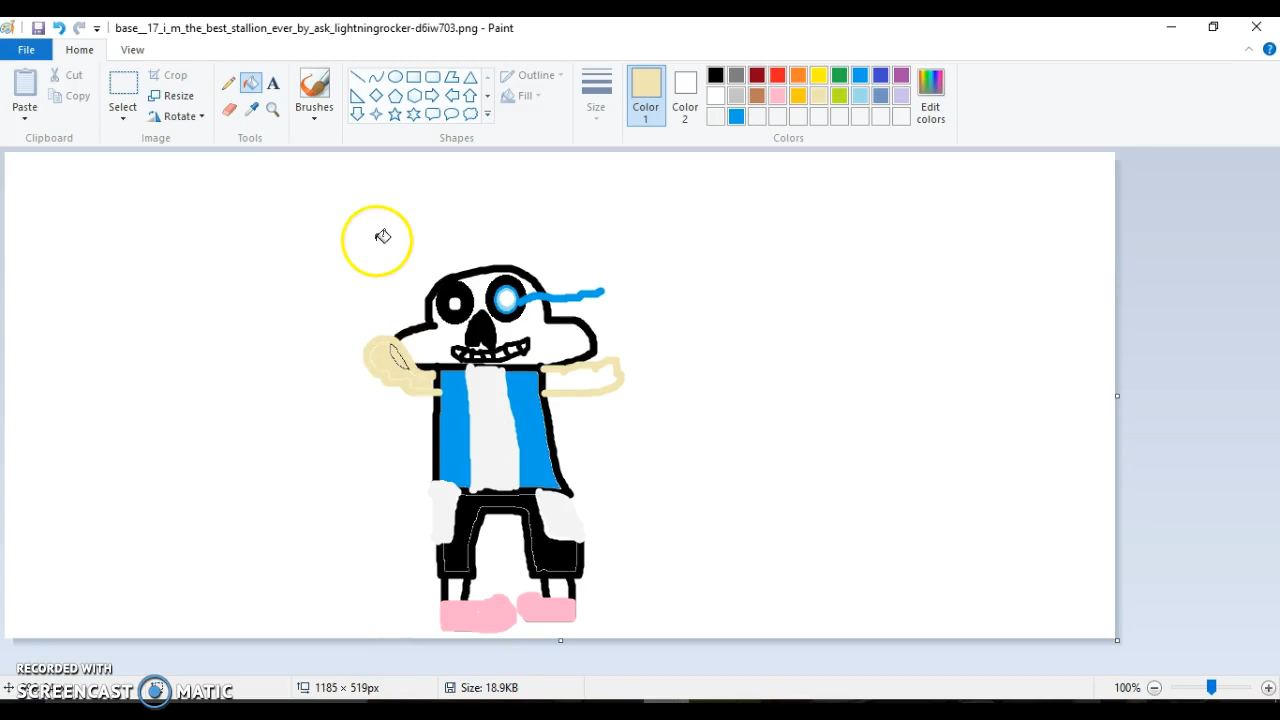 base__17_i_m_the_best_stallion_ever_by_ask_lightningrocker-d6iw703.png - Paint
File Home View
Paste
Cut
Copy
Clipboard
Select
Crop
Resize
Rotate
Image
A
Tools
Brushes
Outline
Fill
Shapes
Size
Color 1
Color 2
Edit colors
Colors
RECORDED WITH
SCREENCAST MATIC
1185 × 519px
Size: 18.9KB
100%